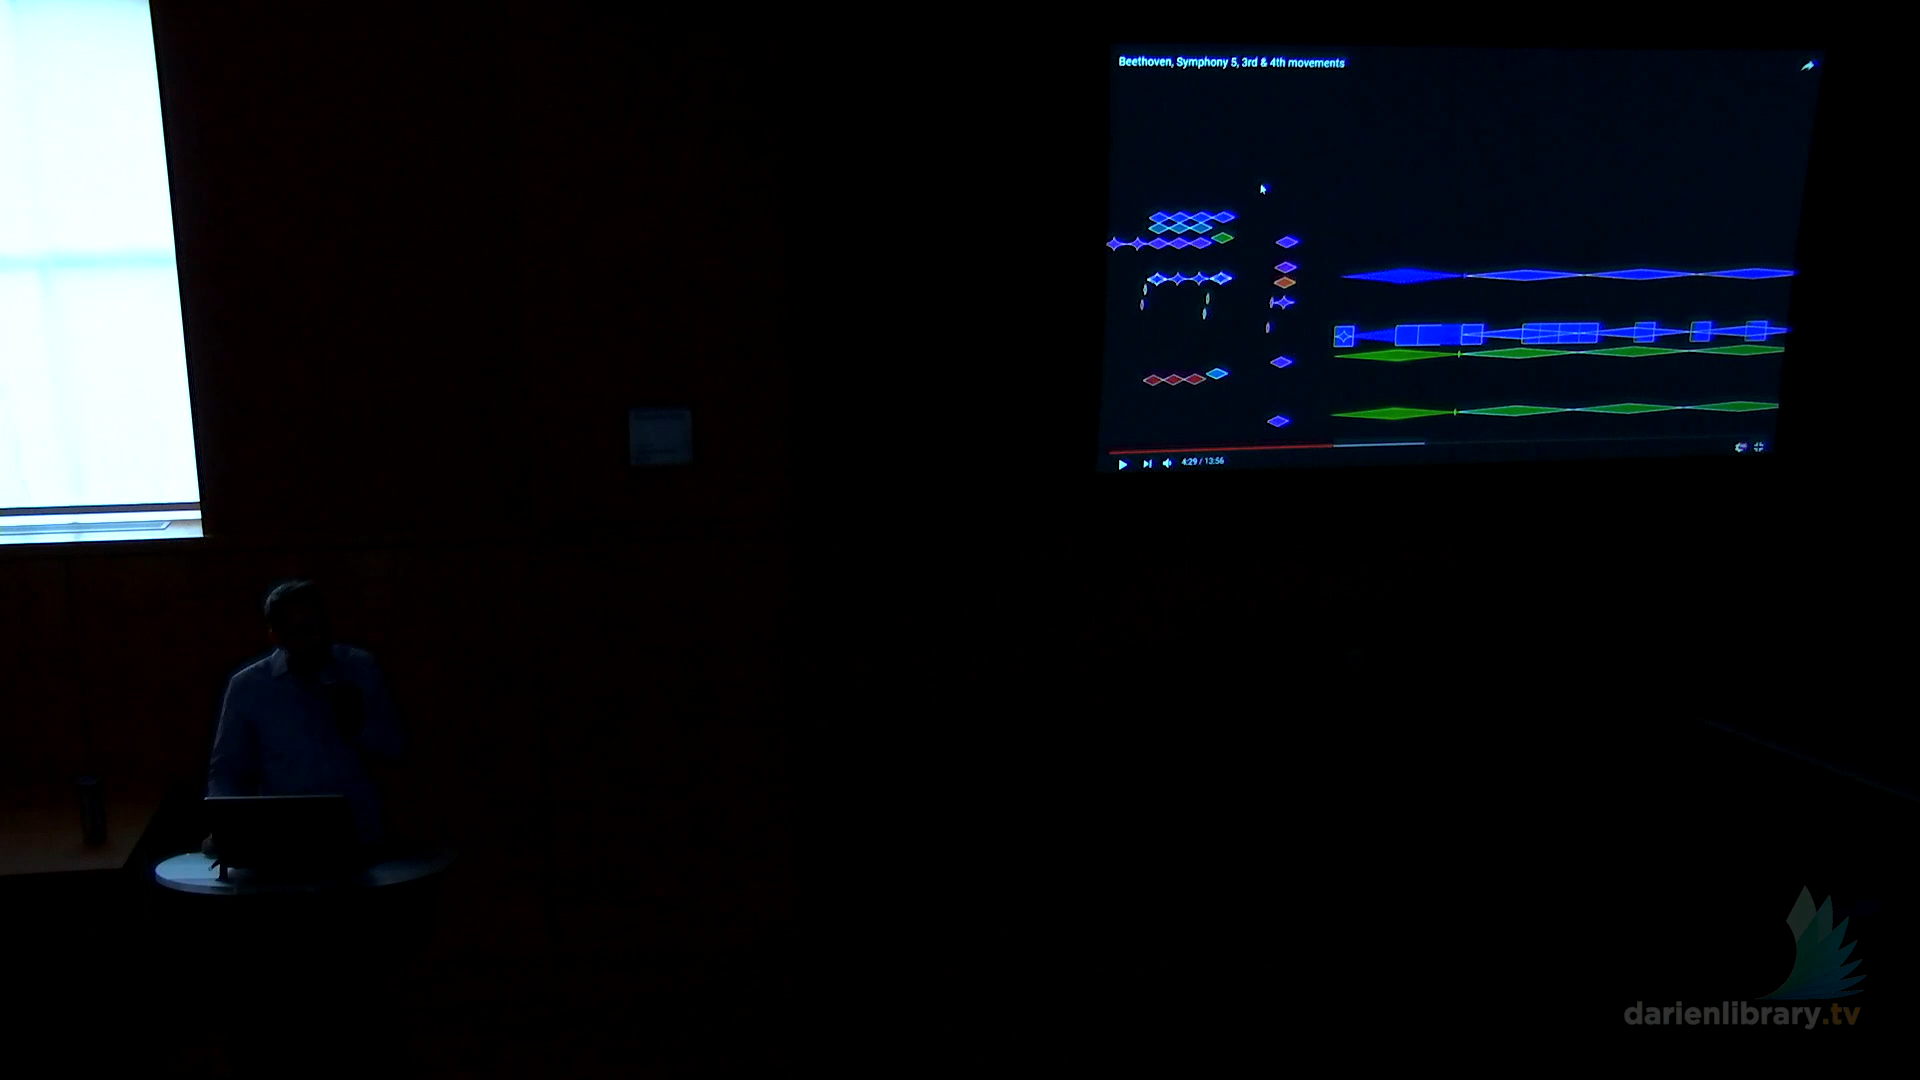 Beethoven, Symphony 5, 3rd & 4th movements
4:29 / 13:56
darienlibrary.tv